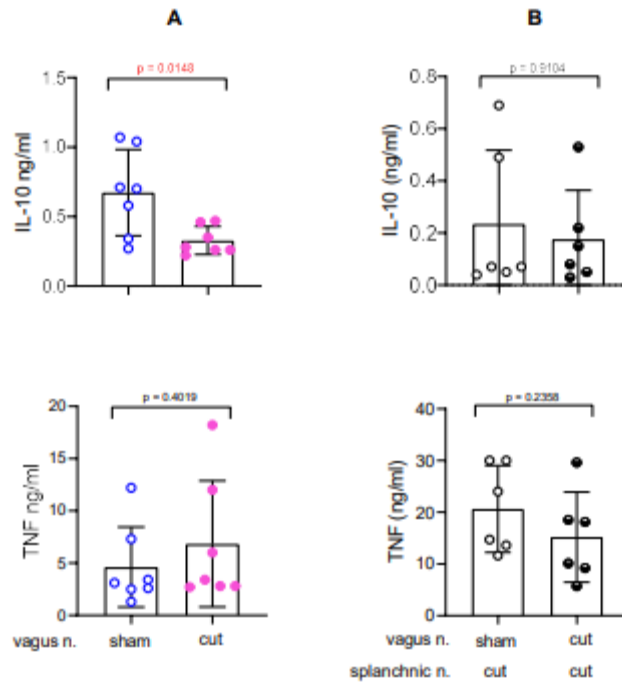 A
B
p = 0.0148
p = 0.9104
IL-10 ng/ml
1.5
1.0
0.5
0.0
IL-10 (ng/ml)
0.8
0.6
0.4
0.2
0.0
p = 0.4019
p = 0.2358
TNF ng/ml
20
15
10
5
0
TNF (ng/ml)
40
30
20
10
0
vagus n. sham cut
vagus n. sham cut
splanchnic n. cut cut